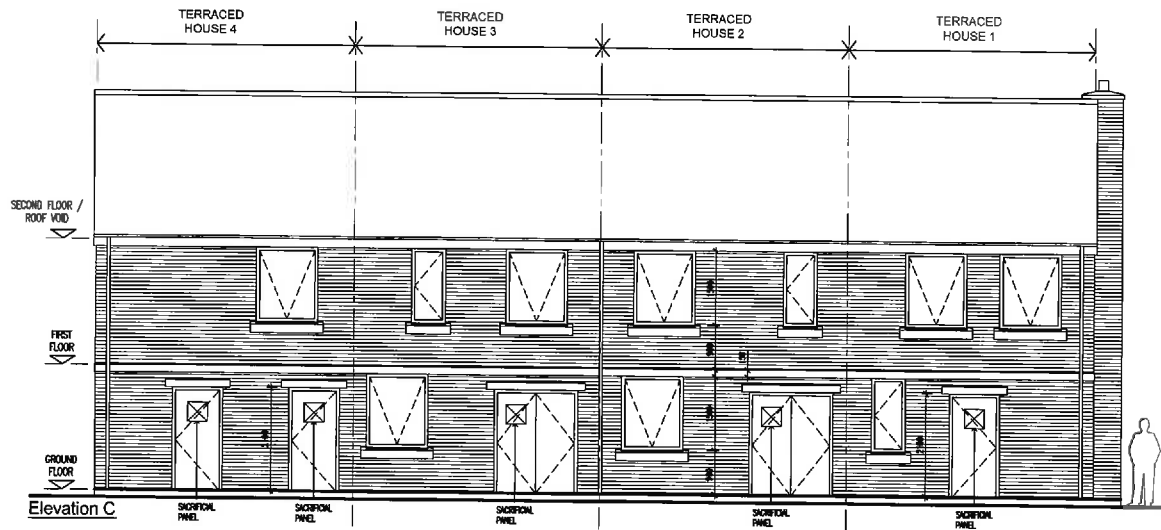 TERRACED
HOUSE 4
TERRACED
HOUSE 3
TERRACED
HOUSE 2
TERRACED
HOUSE 1
SECOND FLOOR /
ROOF VOID
FIRST
FLOOR
GROUND
FLOOR
Elevation C
SACRIFICIAL
PANEL
SACRIFICIAL
PANEL
SACRIFICIAL
PANEL
SACRIFICIAL
PANEL
SACRIFICIAL
PANEL